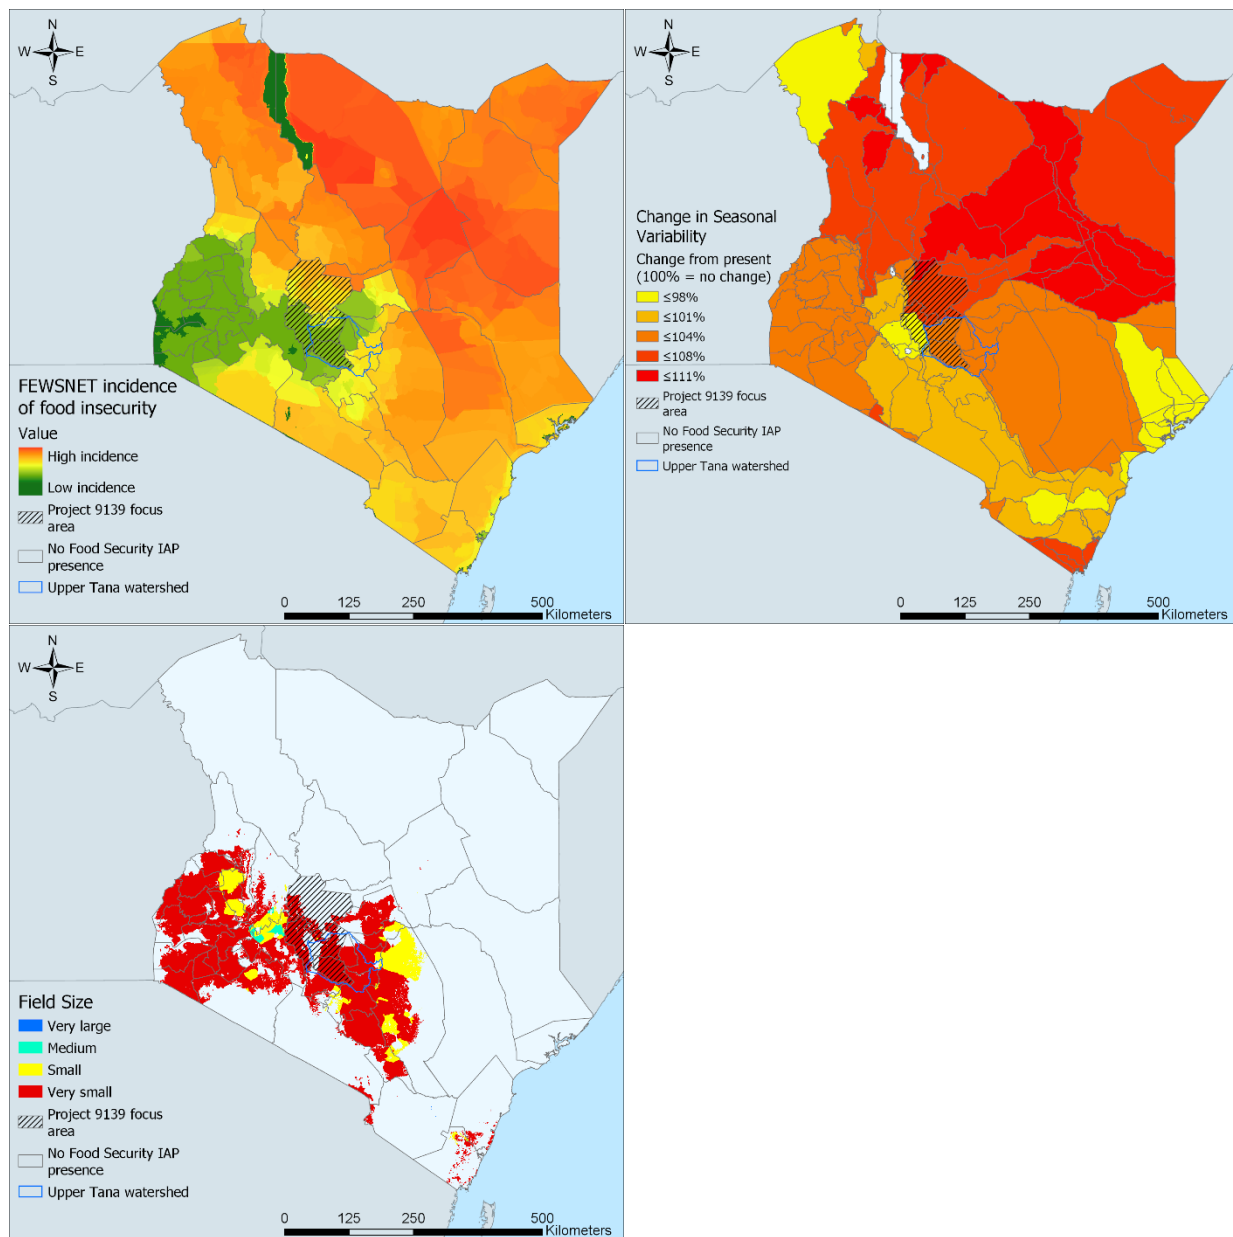 N
W E
S
FEWSNET incidence
of food insecurity
Value
High incidence
Low incidence
Project 9139 focus
area
No Food Security IAP
presence
Upper Tana watershed
0 125 250 500
Kilometers
N
W E
S
Change in Seasonal
Variability
Change from present
(100% = no change)
≤98%
≤101%
≤104%
≤108%
≤111%
Project 9139 focus
area
No Food Security IAP
presence
Upper Tana watershed
0 125 250 500
Kilometers
N
W E
S
Field Size
Very large
Medium
Small
Very small
Project 9139 focus
area
No Food Security IAP
presence
Upper Tana watershed
0 125 250 500
Kilometers